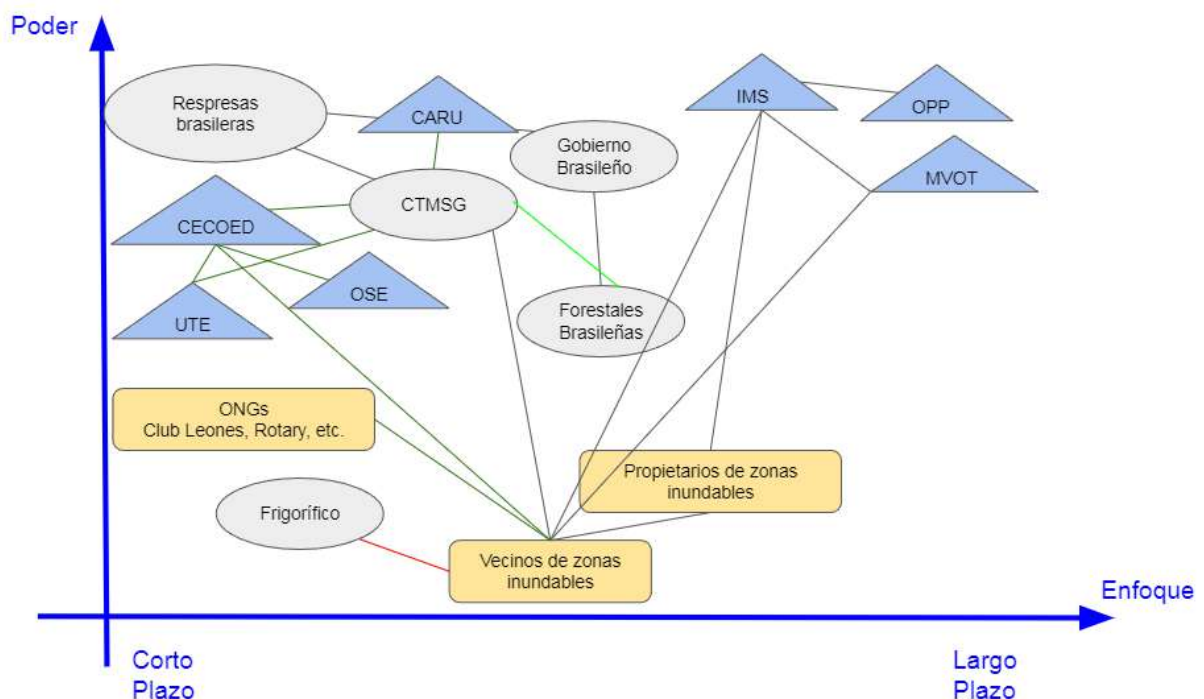 Poder
Respresas
brasileras
CARU
IMS
OPP
Gobierno
Brasileño
MVOT
CTMSG
CECOED
OSE
UTE
Forestales
Brasileñas
ONGs
Club Leones, Rotary, etc.
Propietarios de zonas
inundables
Frigorífico
Vecinos de zonas
inundables
Enfoque
Corto
Plazo
Largo
Plazo